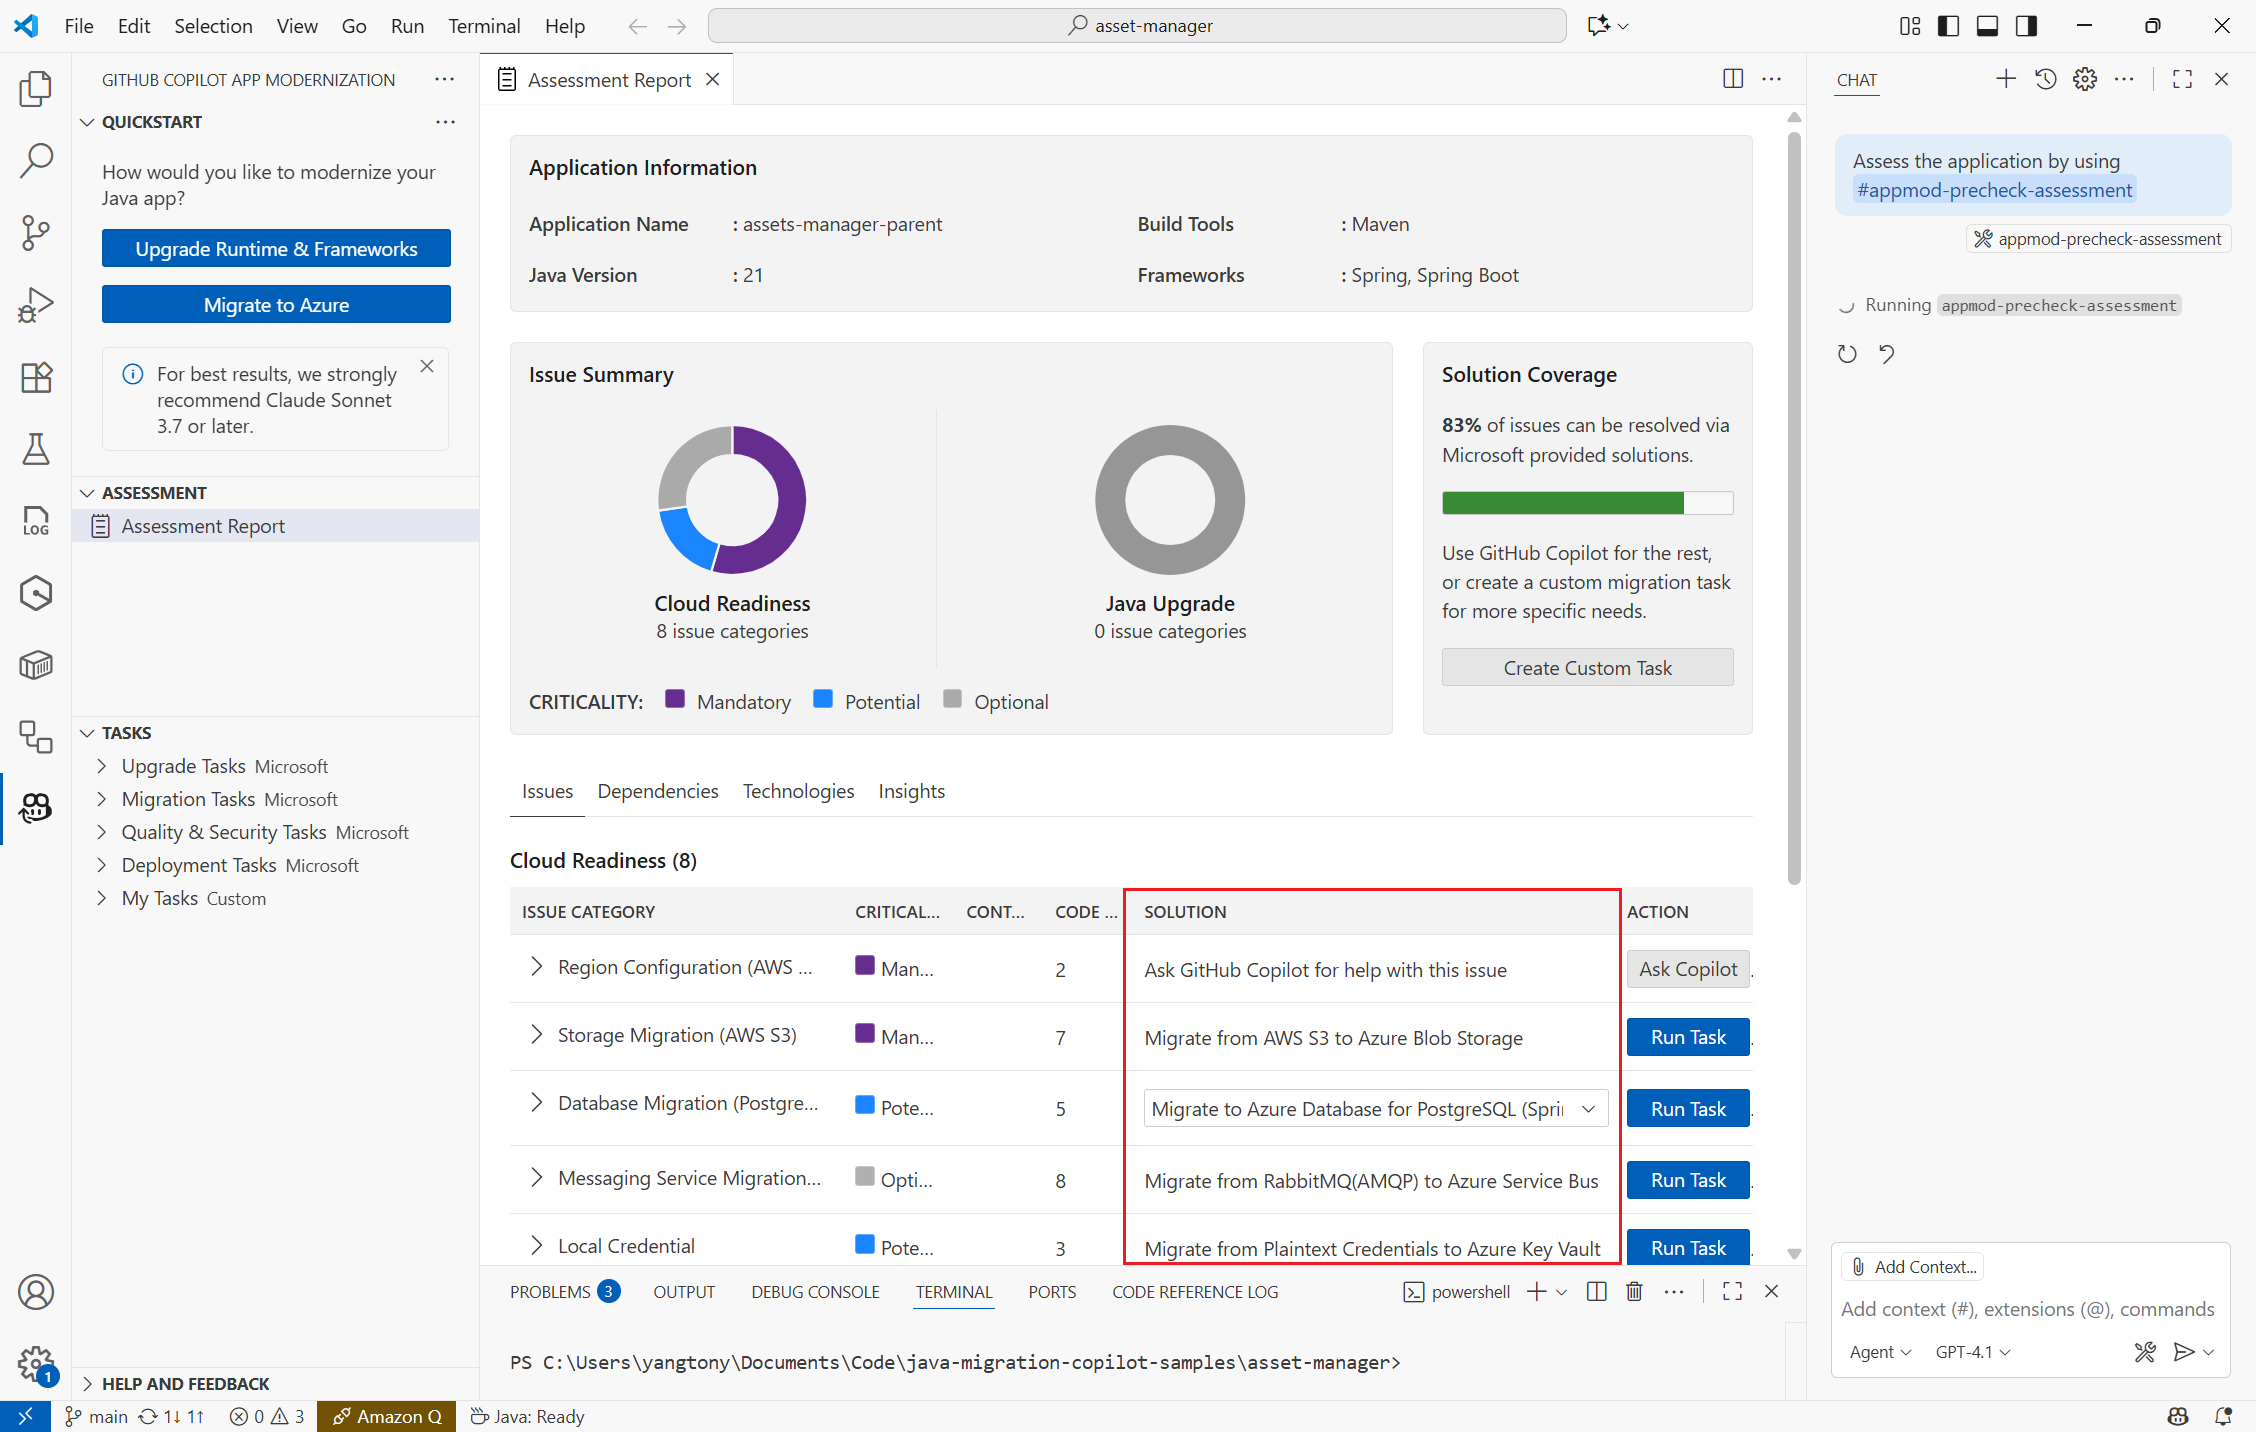 File Edit Selection View Go Run Terminal Help
asset-manager
GITHUB COPILOT APP MODERNIZATION
QUICKSTART
How would you like to modernize your
Java app?
Upgrade Runtime & Frameworks
Migrate to Azure
For best results, we strongly
recommend Claude Sonnet
3.7 or later.
ASSESSMENT
Assessment Report
TASKS
Upgrade Tasks Microsoft
Migration Tasks Microsoft
Quality & Security Tasks Microsoft
Deployment Tasks Microsoft
My Tasks Custom
HELP AND FEEDBACK
LOG
1
Assessment Report
Application Information
Application Name : assets-manager-parent
Build Tools : Maven
Java Version : 21
Frameworks : Spring, Spring Boot
Issue Summary
Cloud Readiness
8 issue categories
Java Upgrade
0 issue categories
CRITICALITY: Mandatory Potential Optional
Solution Coverage
83% of issues can be resolved via
Microsoft provided solutions.
Use GitHub Copilot for the rest,
or create a custom migration task
for more specific needs.
Create Custom Task
Issues Dependencies Technologies Insights
Cloud Readiness (8)
ISSUE CATEGORY CRITICAL... CONT... CODE ... SOLUTION ACTION
Region Configuration (AWS ... Man... 2 Ask GitHub Copilot for help with this issue Ask Copilot
Storage Migration (AWS S3) Man... 7 Migrate from AWS S3 to Azure Blob Storage Run Task
Database Migration (Postgre... Pote... 5 Migrate to Azure Database for PostgreSQL (Spri Run Task
Messaging Service Migration... Opti... 8 Migrate from RabbitMQ(AMQP) to Azure Service Bus Run Task
Local Credential Pote... 3 Migrate from Plaintext Credentials to Azure Key Vault Run Task
PROBLEMS 3 OUTPUT DEBUG CONSOLE TERMINAL PORTS CODE REFERENCE LOG powershell
PS C:\Users\yangtony\Documents\Code\java-migration-copilot-samples\asset-manager>
CHAT
Assess the application by using
#appmod-precheck-assessment
appmod-precheck-assessment
Running appmod-precheck-assessment
Add Context...
Add context (#), extensions (@), commands
Agent GPT-4.1
main 1↓ 1↑ 0 3 Amazon Q Java: Ready